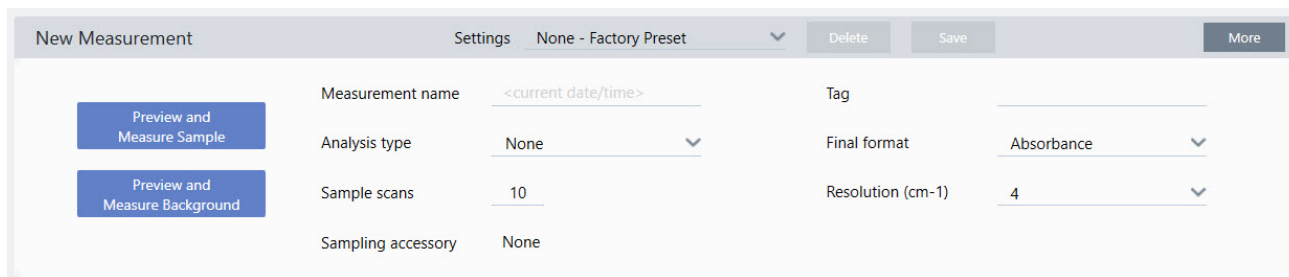 New Measurement Settings None - Factory Preset Delete Save More
Measurement name <current date/time> Tag
Preview and
Measure Sample
Analysis type None Final format Absorbance
Preview and
Measure Background
Sample scans 10 Resolution (cm-1) 4
Sampling accessory None